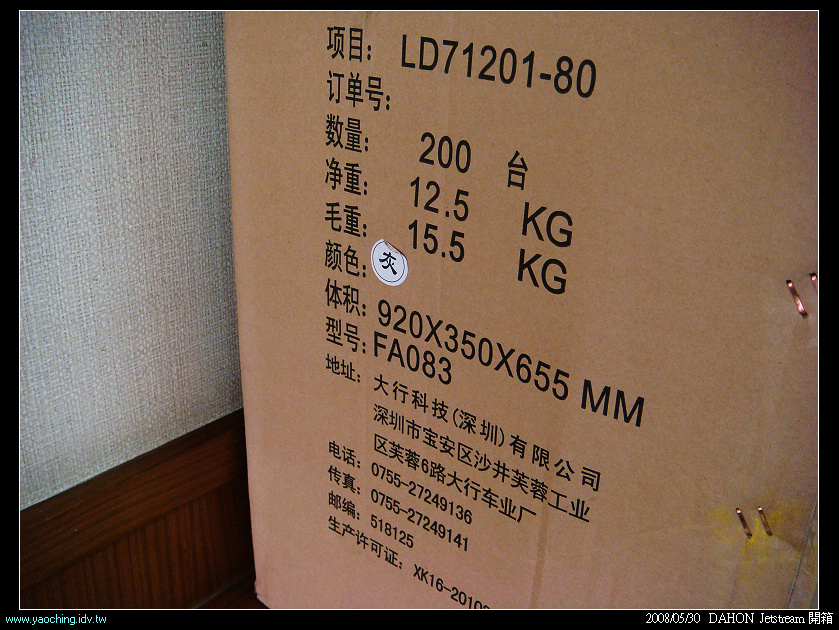 项目: LD71201-80
订单号:
数量: 200 台
净重: 12.5 KG
毛重: 15.5 KG
颜色: 灰
体积: 920X350X655 MM
型号: FA083
地址: 大行科技(深圳)有限公司
深圳市宝安区沙井芙蓉工业
区芙蓉6路大行车业厂
电话: 0755-27249136
传真: 0755-27249141
邮编: 518125
生产许可证: XK16-20102
www.yaoching.idv.tw
2008/05/30 DAHON Jetstream 開箱